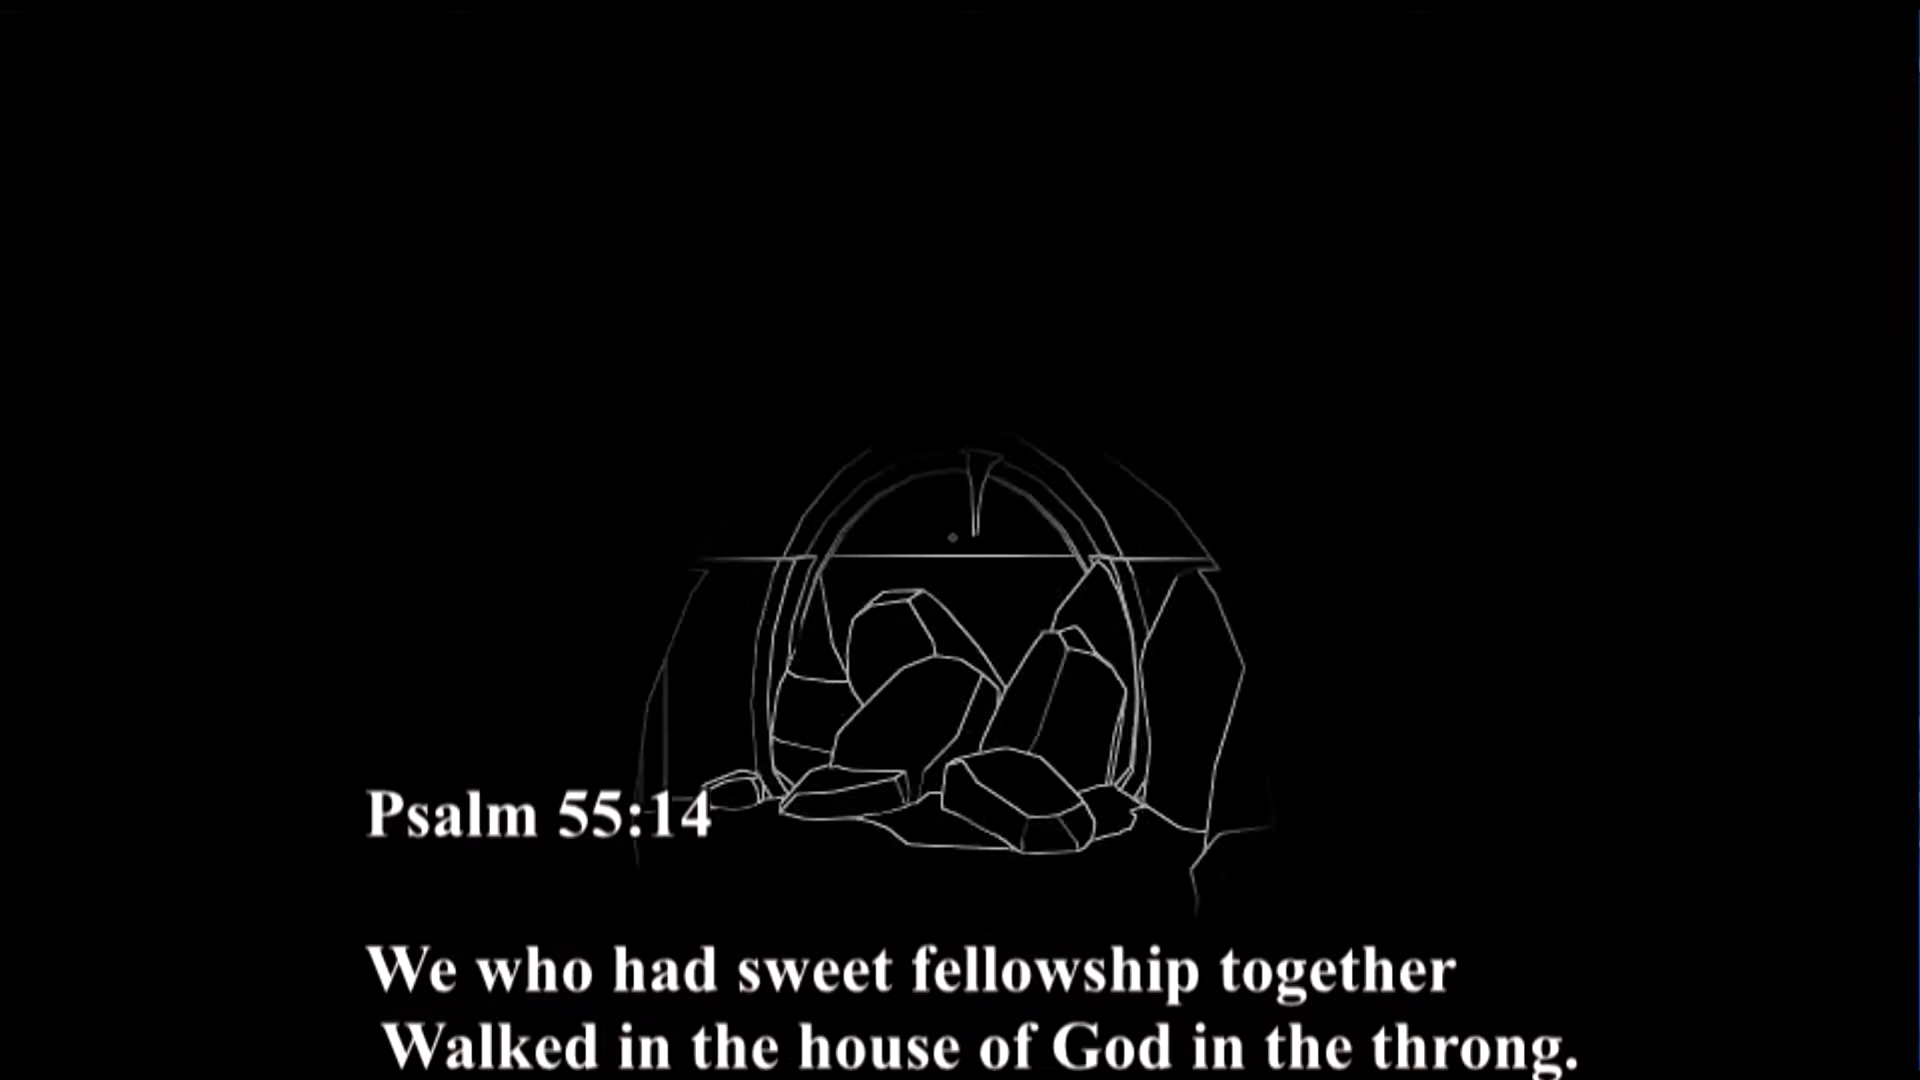 Psalm 55:14
We who had sweet fellowship together
Walked in the house of God in the throng.